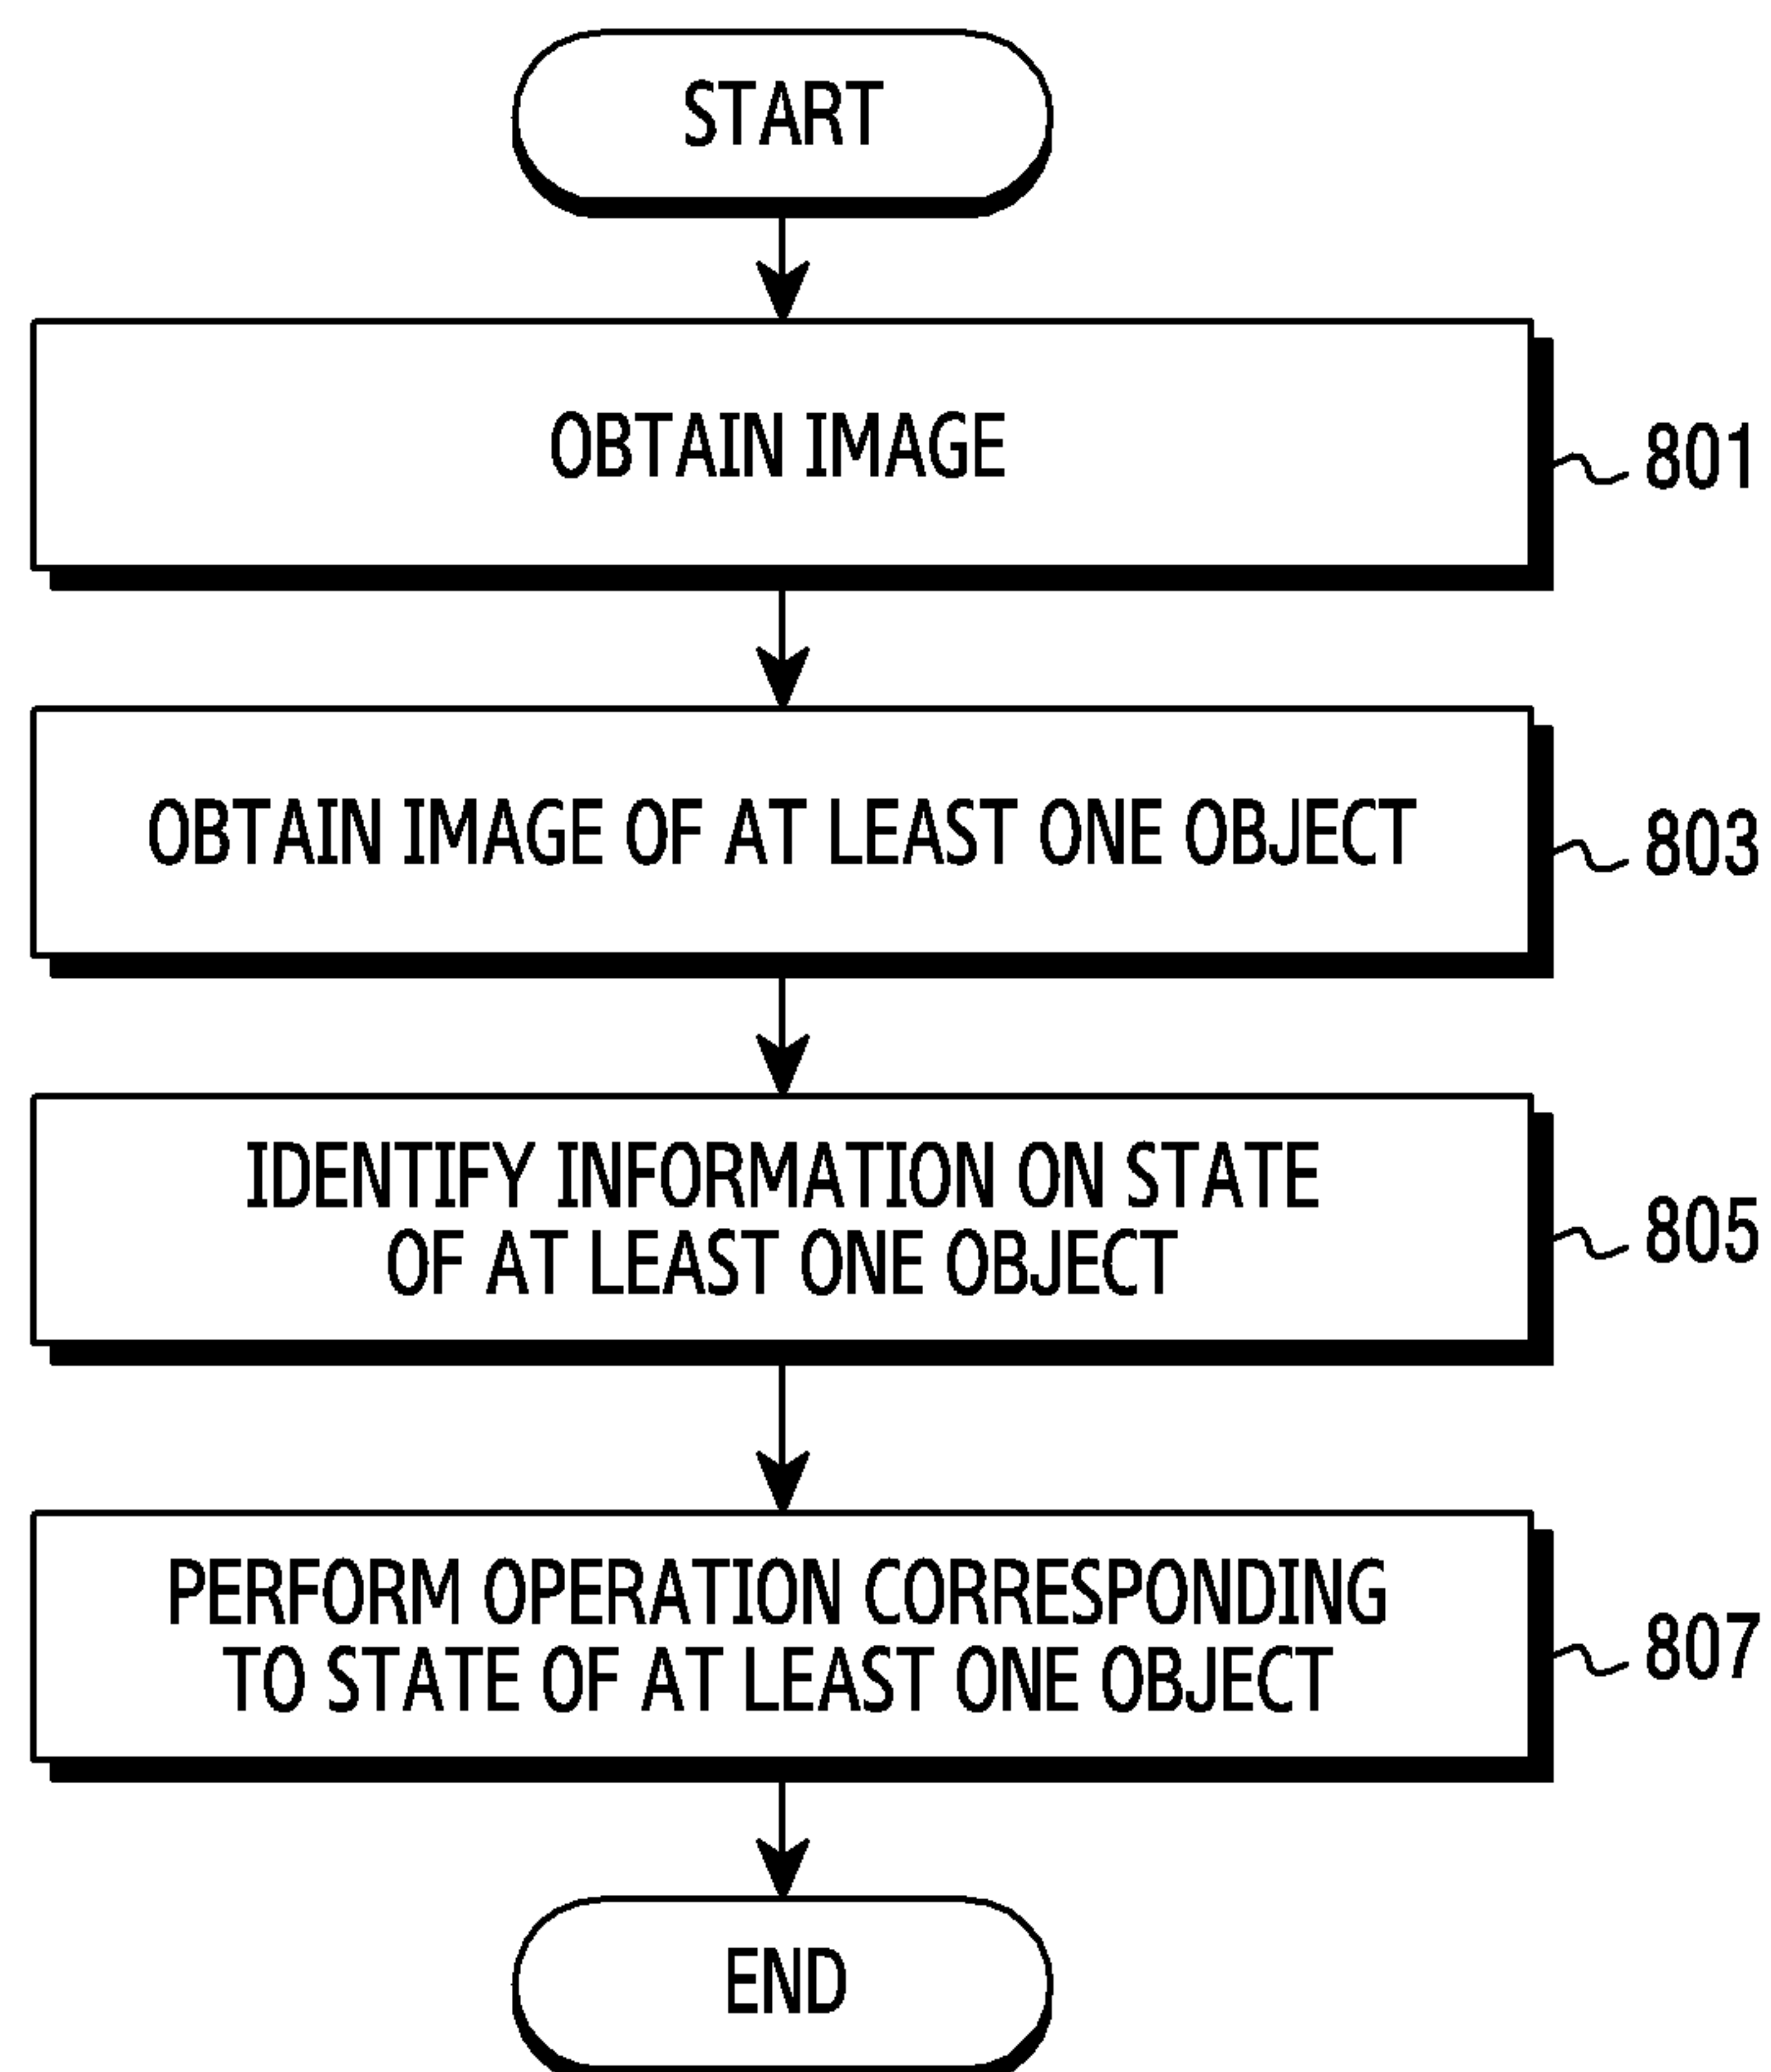 START
OBTAIN IMAGE
801
OBTAIN IMAGE OF AT LEAST ONE OBJECT
803
IDENTIFY INFORMATION ON STATE
OF AT LEAST ONE OBJECT
805
PERFORM OPERATION CORRESPONDING
TO STATE OF AT LEAST ONE OBJECT
807
END